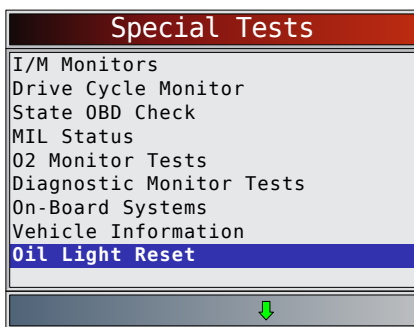 Special Tests
I/M Monitors
Drive Cycle Monitor
State OBD Check
MIL Status
O2 Monitor Tests
Diagnostic Monitor Tests
On-Board Systems
Vehicle Information
Oil Light Reset